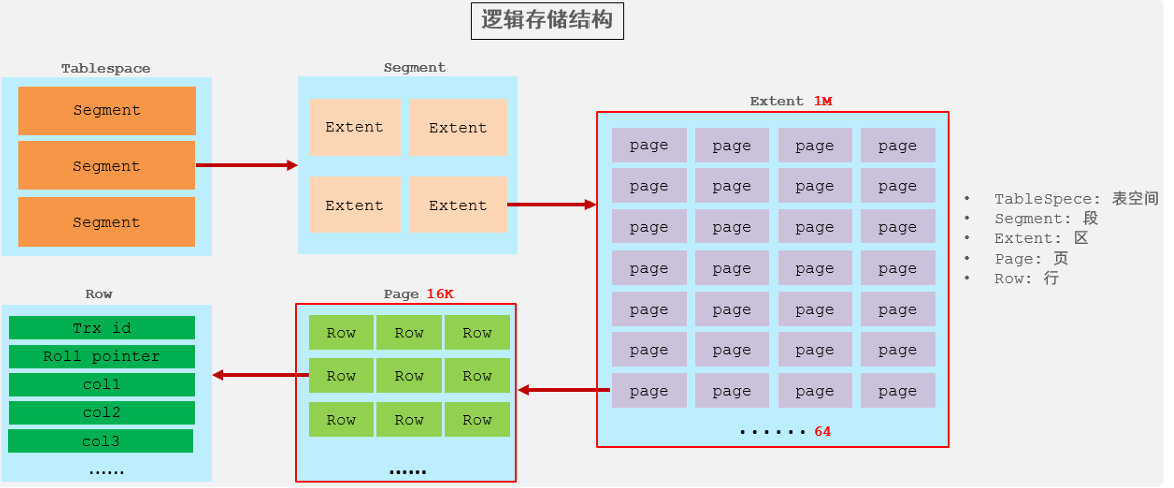 逻辑存储结构
Tablespace
Segment
Segment
Segment
Segment
Extent Extent
Extent Extent
Extent 1M
page page page page
page page page page
page page page page
page page page page
page page page page
page page page page
page page page page
......64
• TableSpece: 表空间
• Segment: 段
• Extent: 区
• Page: 页
• Row: 行
Page 16K
Row Row Row
Row Row Row
Row Row Row
......
Row
Trx id
Roll pointer
col1
col2
col3
......